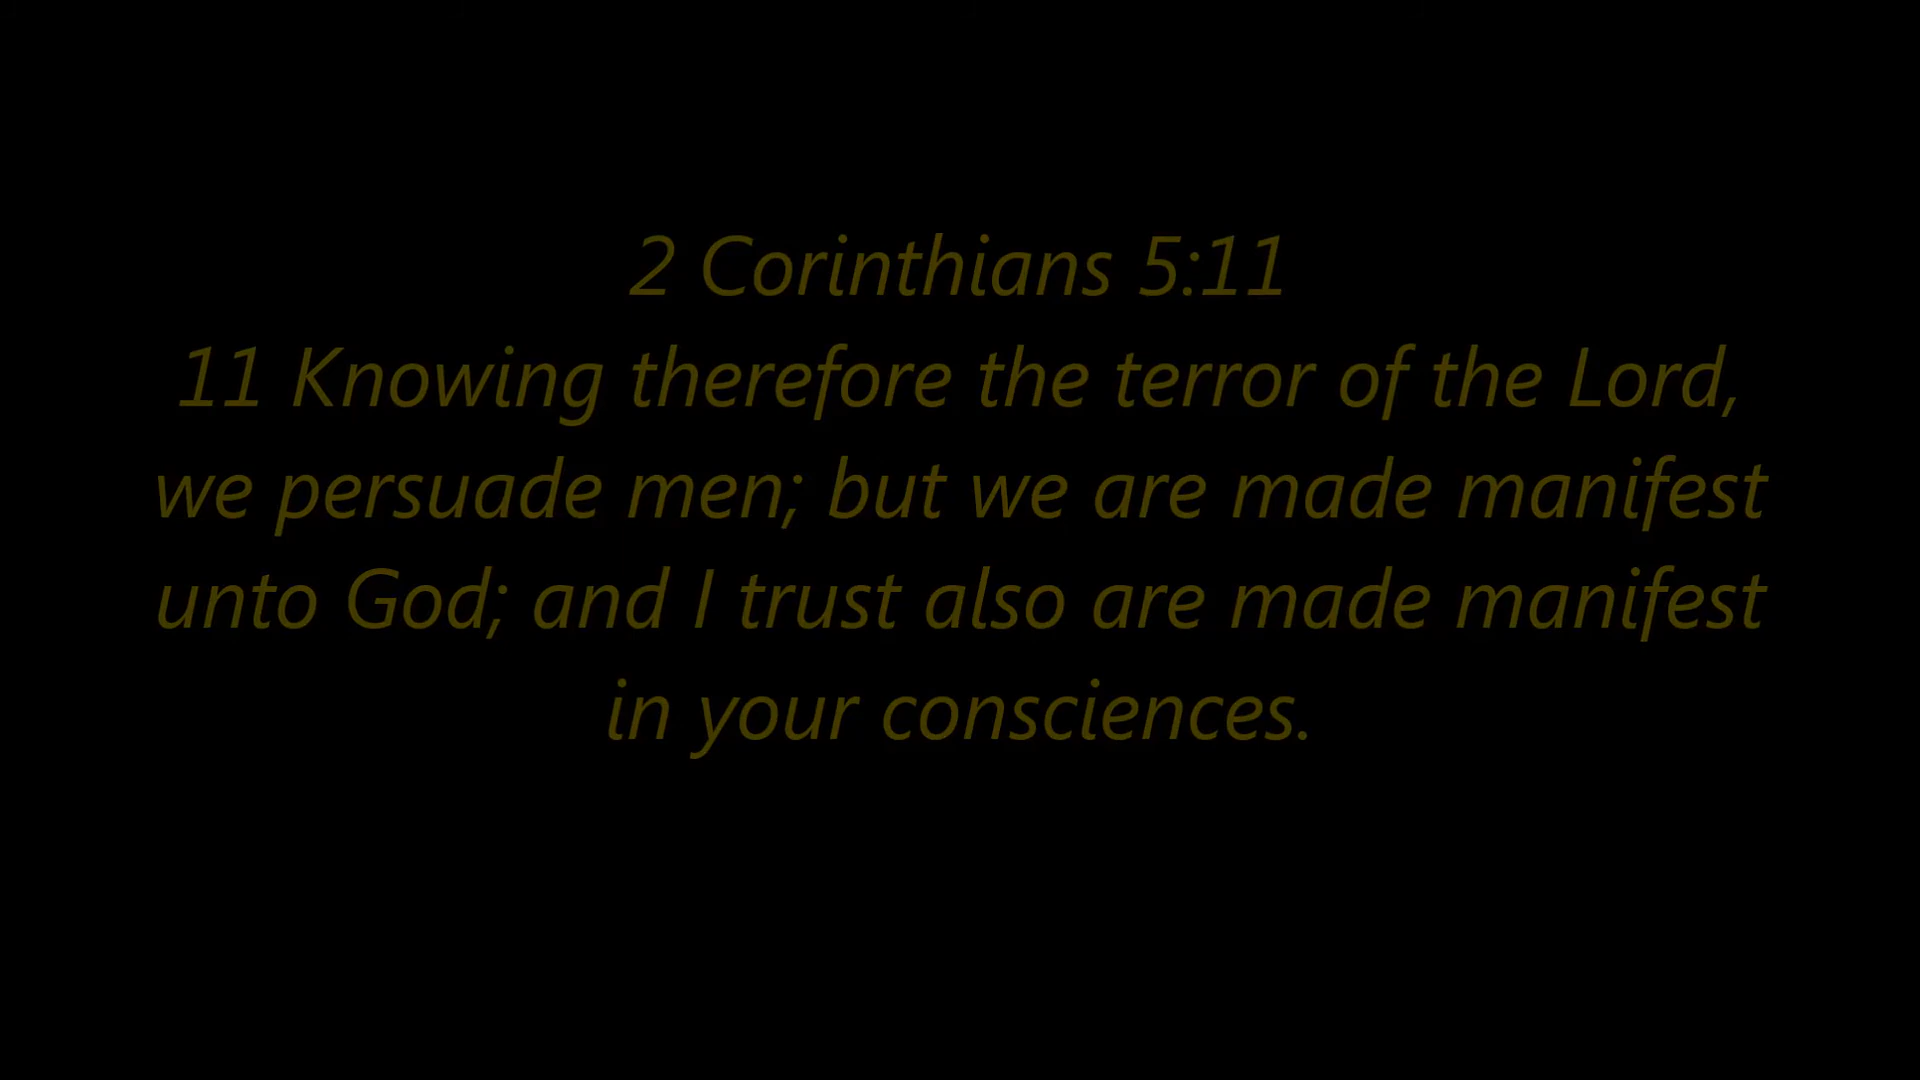 2 Corinthians 5:11
11 Knowing therefore the terror of the Lord,
we persuade men; but we are made manifest
unto God; and I trust also are made manifest
in your consciences.